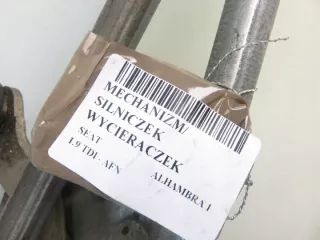 MECHANIZM/
SILNICZEK
WYCIERACZEK
SEAT
ALHAMBRA I
1.9 TDI - AFN